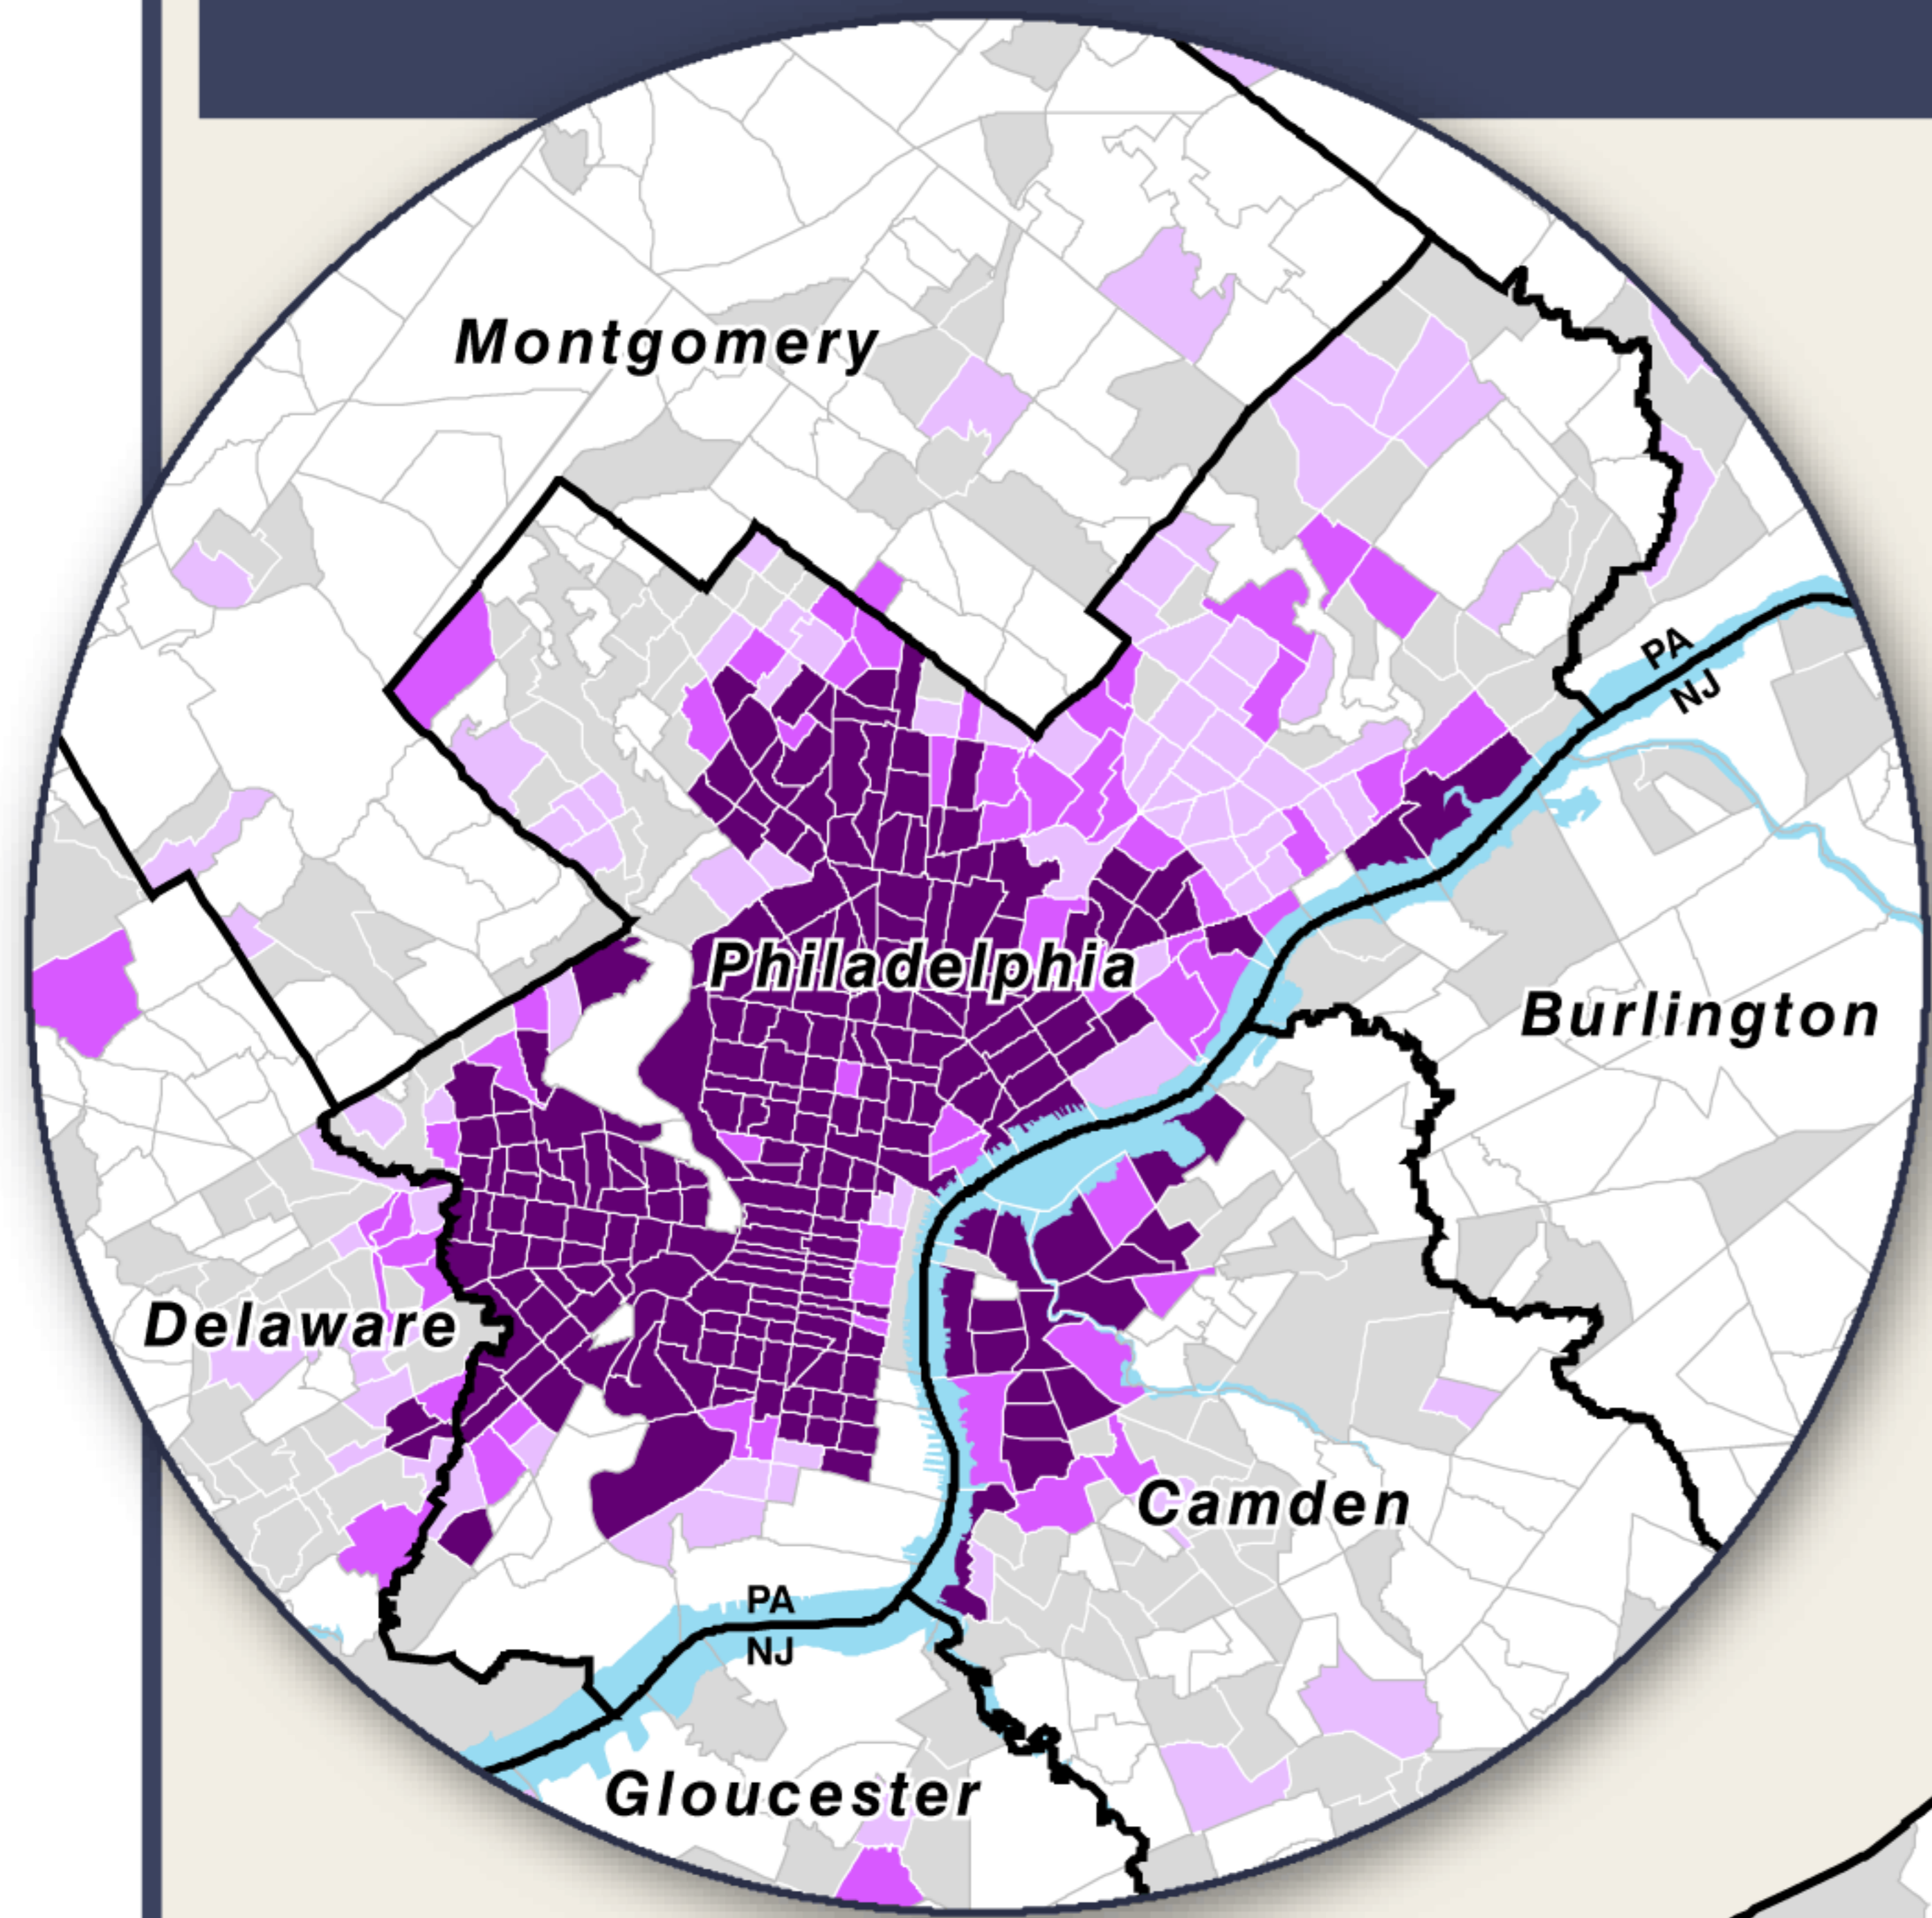 Montgomery
PA
NJ
Philadelphia
Burlington
Delaware
Camden
PA
NJ
Gloucester